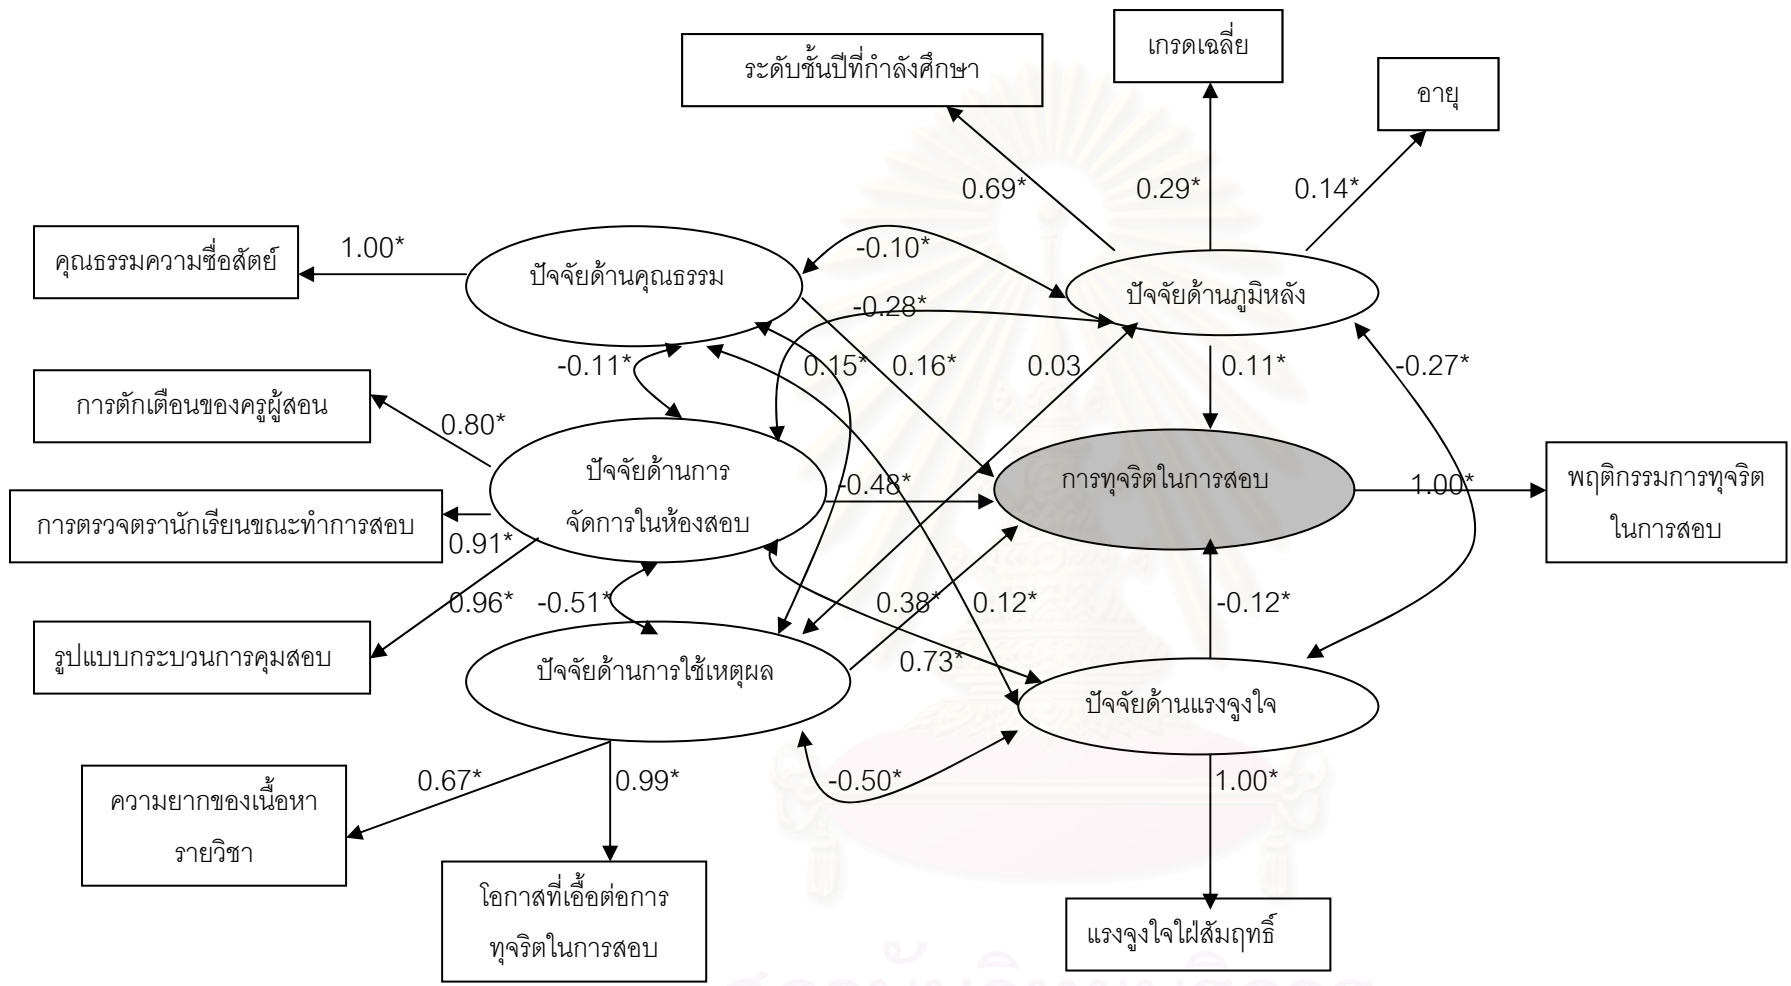 เกรดเฉลี่ย
ระดับชั้นปีที่กำลังศึกษา
อายุ
0.69*
0.29*
0.14*
คุณธรรมความซื่อสัตย์
1.00*
ปัจจัยด้านคุณธรรม
-0.10*
ปัจจัยด้านภูมิหลัง
-0.28*
-0.11*
0.15*
0.16*
0.03
0.11*
-0.27*
การตักเตือนของครูผู้สอน
0.80*
ปัจจัยด้านการ
จัดการในห้องสอบ
-0.48*
การทุจริตในการสอบ
1.00*
พฤติกรรมการทุจริต
ในการสอบ
การตรวจตรานักเรียนขณะทำการสอบ
0.91*
0.96*
-0.51*
0.38*
0.12*
-0.12*
รูปแบบกระบวนการคุมสอบ
ปัจจัยด้านการใช้เหตุผล
0.73*
ปัจจัยด้านแรงจูงใจ
0.67*
0.99*
-0.50*
1.00*
ความยากของเนื้อหา
รายวิชา
โอกาสที่เอื้อต่อการ
ทุจริตในการสอบ
แรงจูงใจใฝ่สัมฤทธิ์